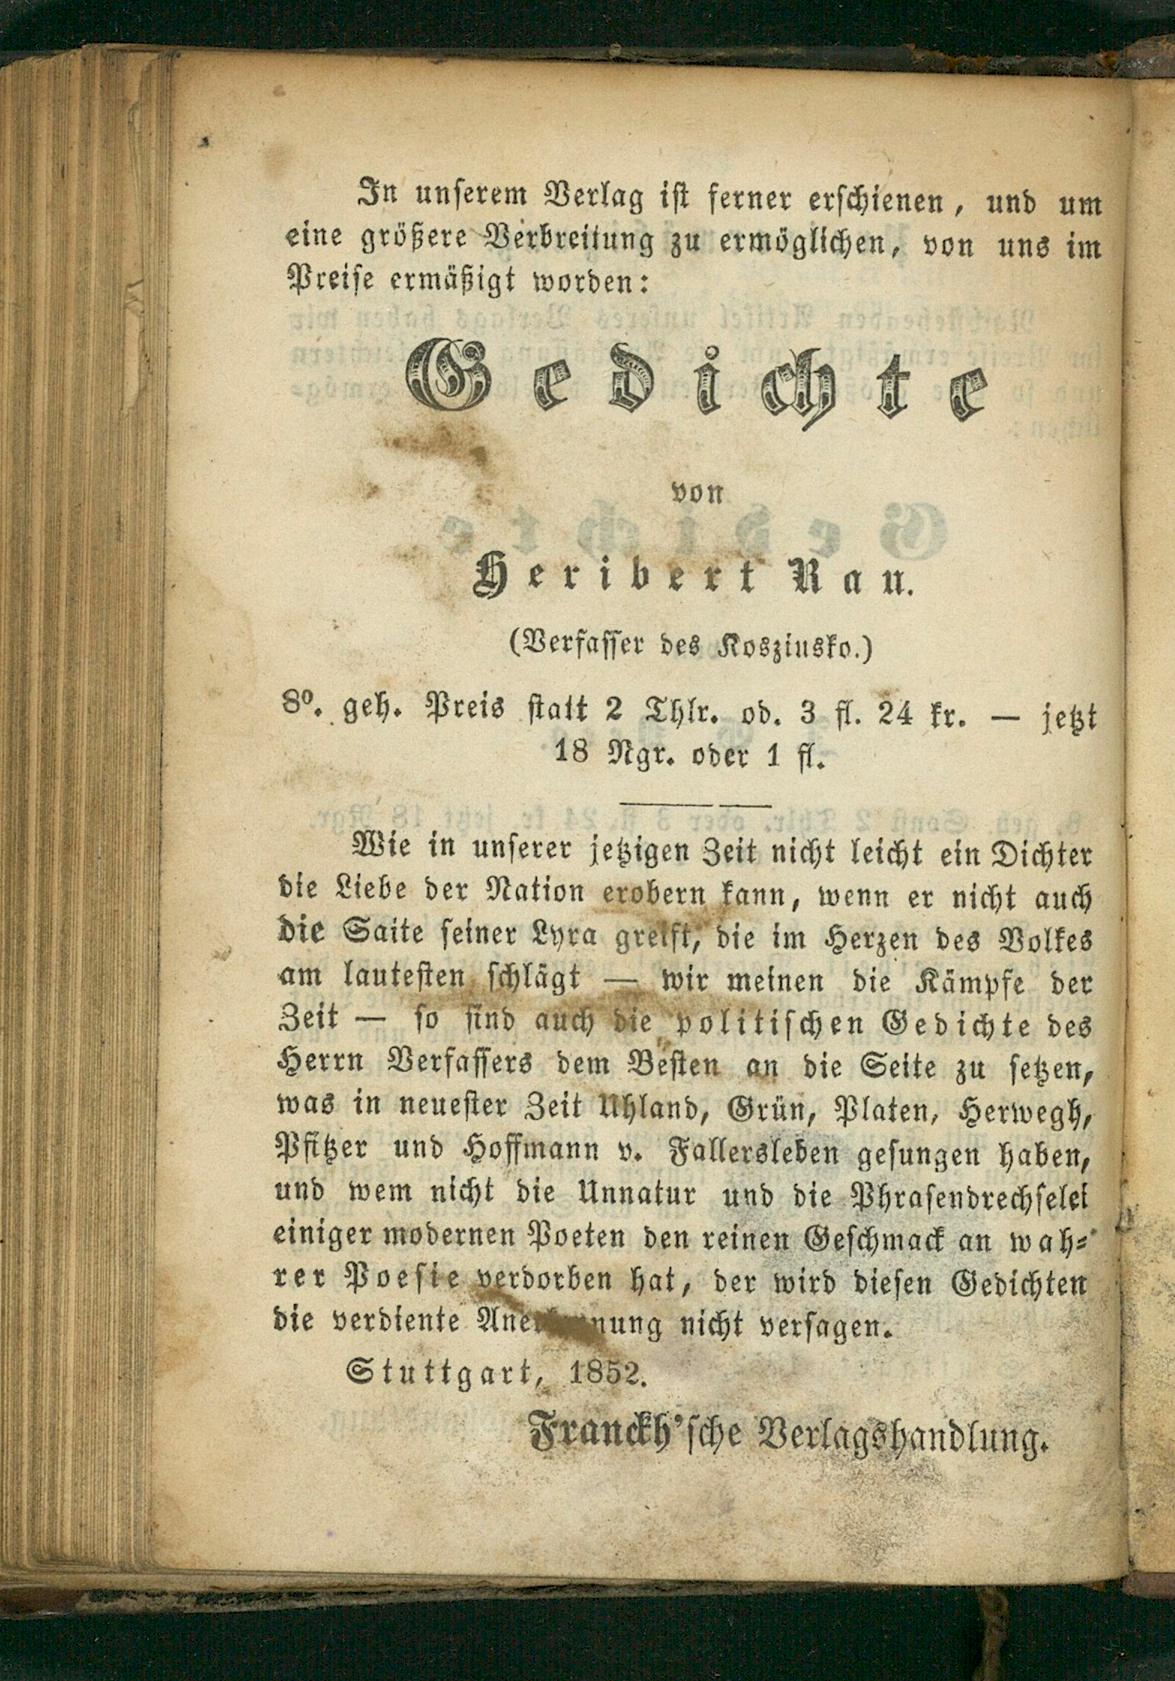 In unserem Verlag ist ferner erschienen, und um
eine größere Verbreitung zu ermöglichen, von uns im
Preise ermäßigt worden:
Gedichte
von
Heribert Rau.
(Verfasser des Kosziusko.)
8º. geh. Preis statt 2 Thlr. od. 3 fl. 24 kr. — jetzt
18 Ngr. oder 1 fl.
Wie in unserer jetzigen Zeit nicht leicht ein Dichter
die Liebe der Nation erobern kann, wenn er nicht auch
die Saite seiner Lyra greift, die im Herzen des Volkes
am lautesten schlägt — wir meinen die Kämpfe der
Zeit — so sind auch die politischen Gedichte des
Herrn Verfassers dem Besten an die Seite zu setzen,
was in neuester Zeit Uhland, Grün, Platen, Herwegh,
Pfitzer und Hoffmann v. Fallersleben gesungen haben,
und wem nicht die Unnatur und die Phrasendrechselei
einiger modernen Poeten den reinen Geschmack an wah⸗
rer Poesie verdorben hat, der wird diesen Gedichten
die verdiente nicht versagen.
Stuttgart, 1852.
Franckh'sche Verlagshandlung.